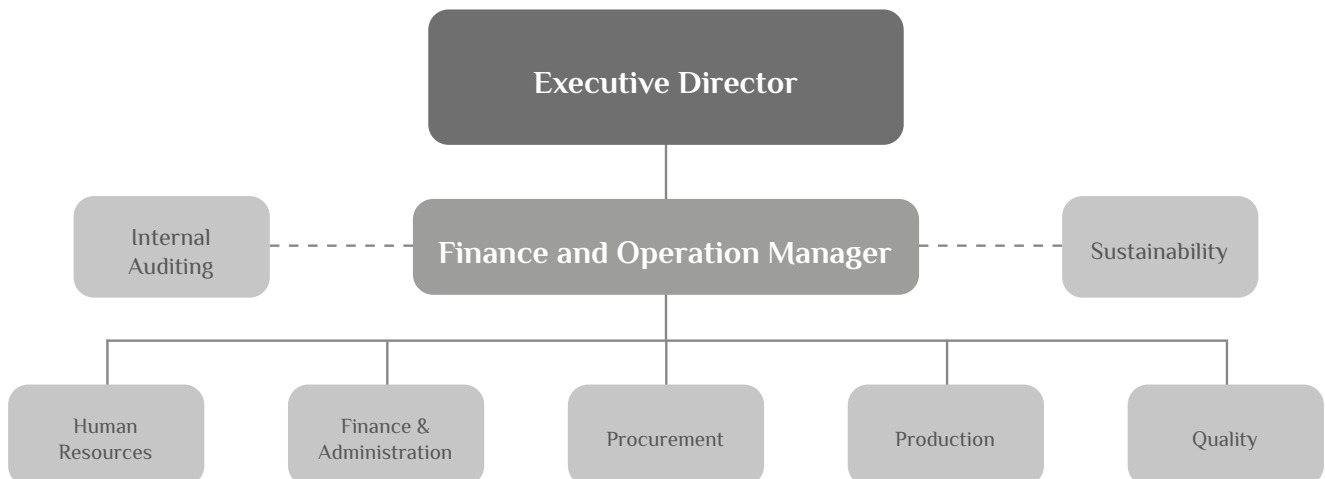 Executive Director
Internal
Auditing
Finance and Operation Manager
Sustainability
Human
Resources
Finance &
Administration
Procurement
Production
Quality